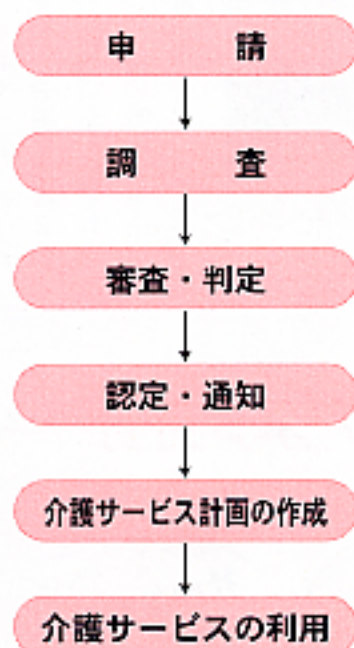 申　　請
調　　査
審査・判定
認定・通知
介護サービス計画の作成
介護サービスの利用